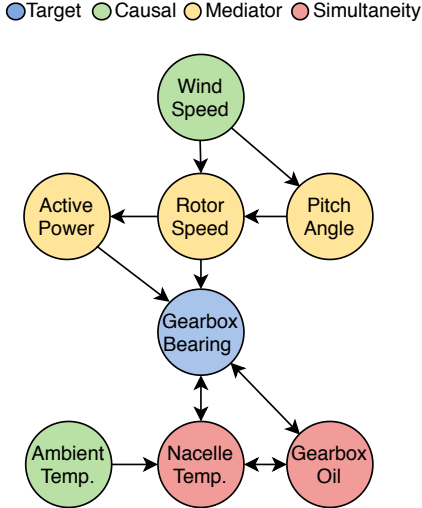 Target Causal Mediator Simultaneity
Wind
Speed
Active
Power
Rotor
Speed
Pitch
Angle
Gearbox
Bearing
Ambient
Temp.
Nacelle
Temp.
Gearbox
Oil